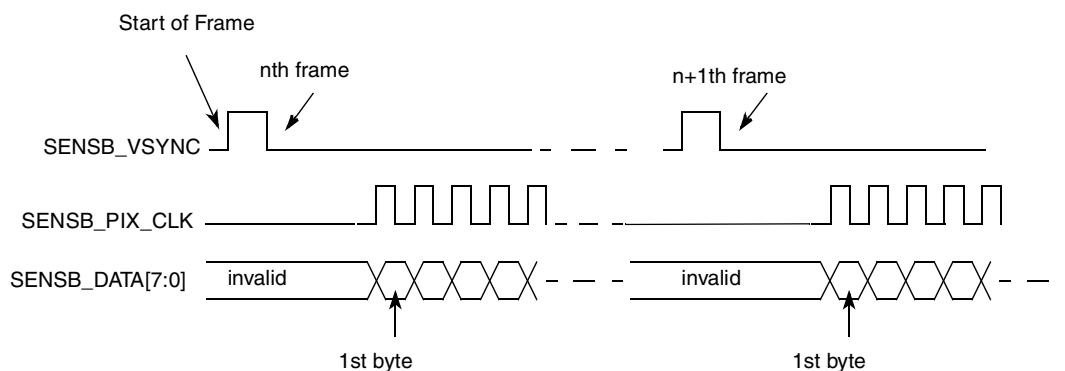 Start of Frame
nth frame
n+1th frame
SENSB_VSYNC
SENSB_PIX_CLK
SENSB_DATA[7:0]
invalid
invalid
1st byte
1st byte